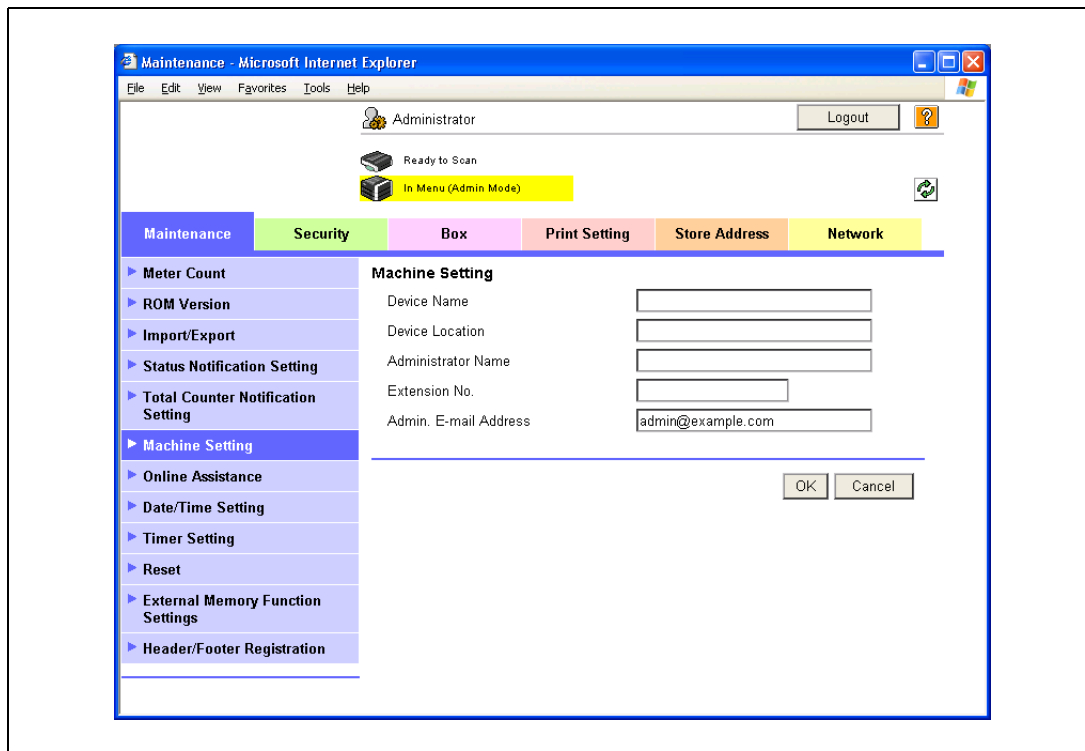 Maintenance - Microsoft Internet Explorer
File Edit View Favorites Tools Help
Administrator
Logout
?
Ready to Scan
In Menu (Admin Mode)
Maintenance Security Box Print Setting Store Address Network
Meter Count
ROM Version
Import/Export
Status Notification Setting
Total Counter Notification
Setting
Machine Setting
Online Assistance
Date/Time Setting
Timer Setting
Reset
External Memory Function
Settings
Header/Footer Registration
Machine Setting
Device Name
Device Location
Administrator Name
Extension No.
Admin. E-mail Address admin@example.com
OK Cancel